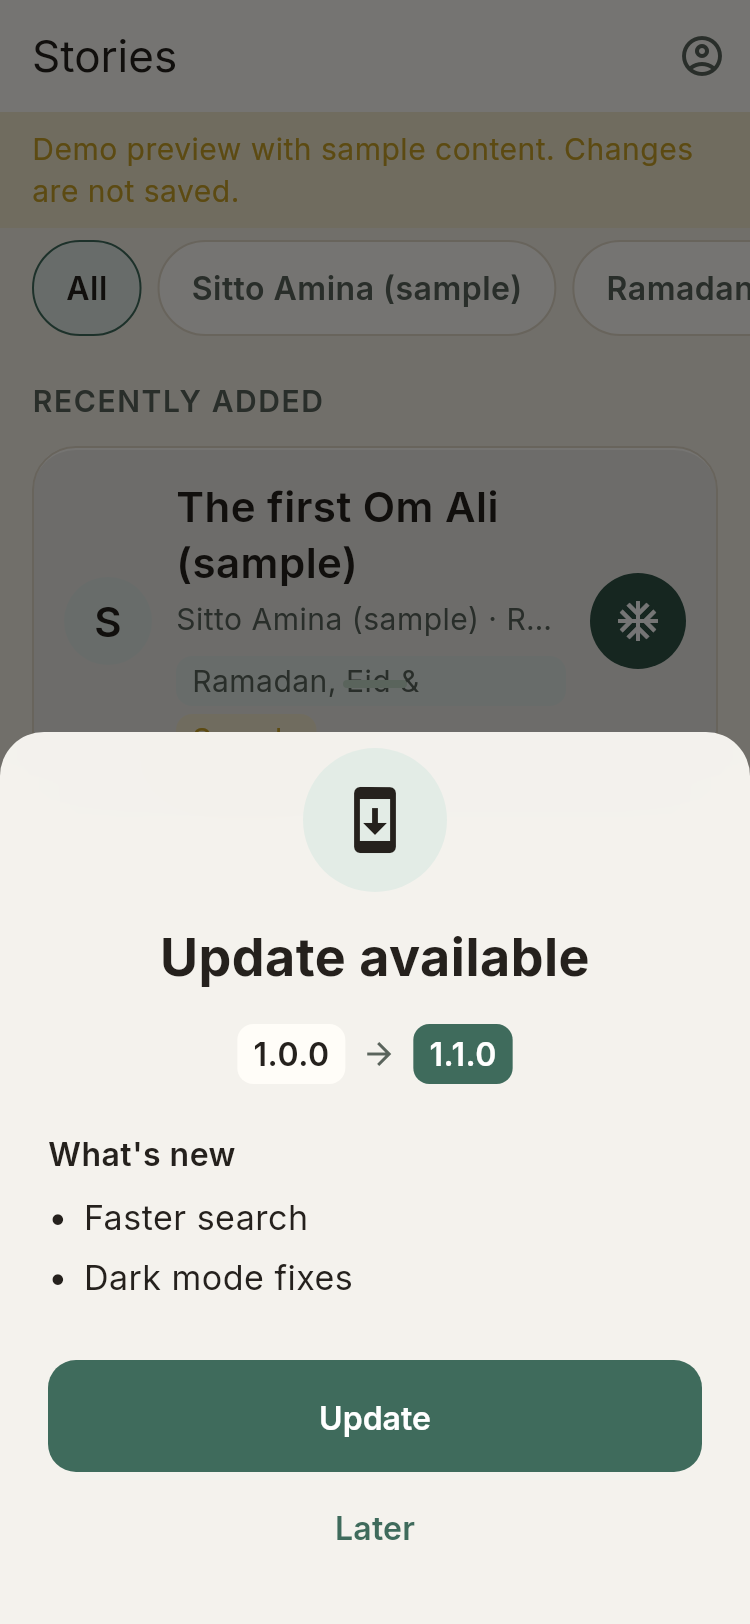 Stories
Demo preview with sample content. Changes
are not saved.
All
Sitto Amina (sample)
Ramadan
RECENTLY ADDED
The first Om Ali
(sample)
S
Sitto Amina (sample) · R...
Ramadan, Eid &
Update available
1.0.0 → 1.1.0
What's new
• Faster search
• Dark mode fixes
Update
Later